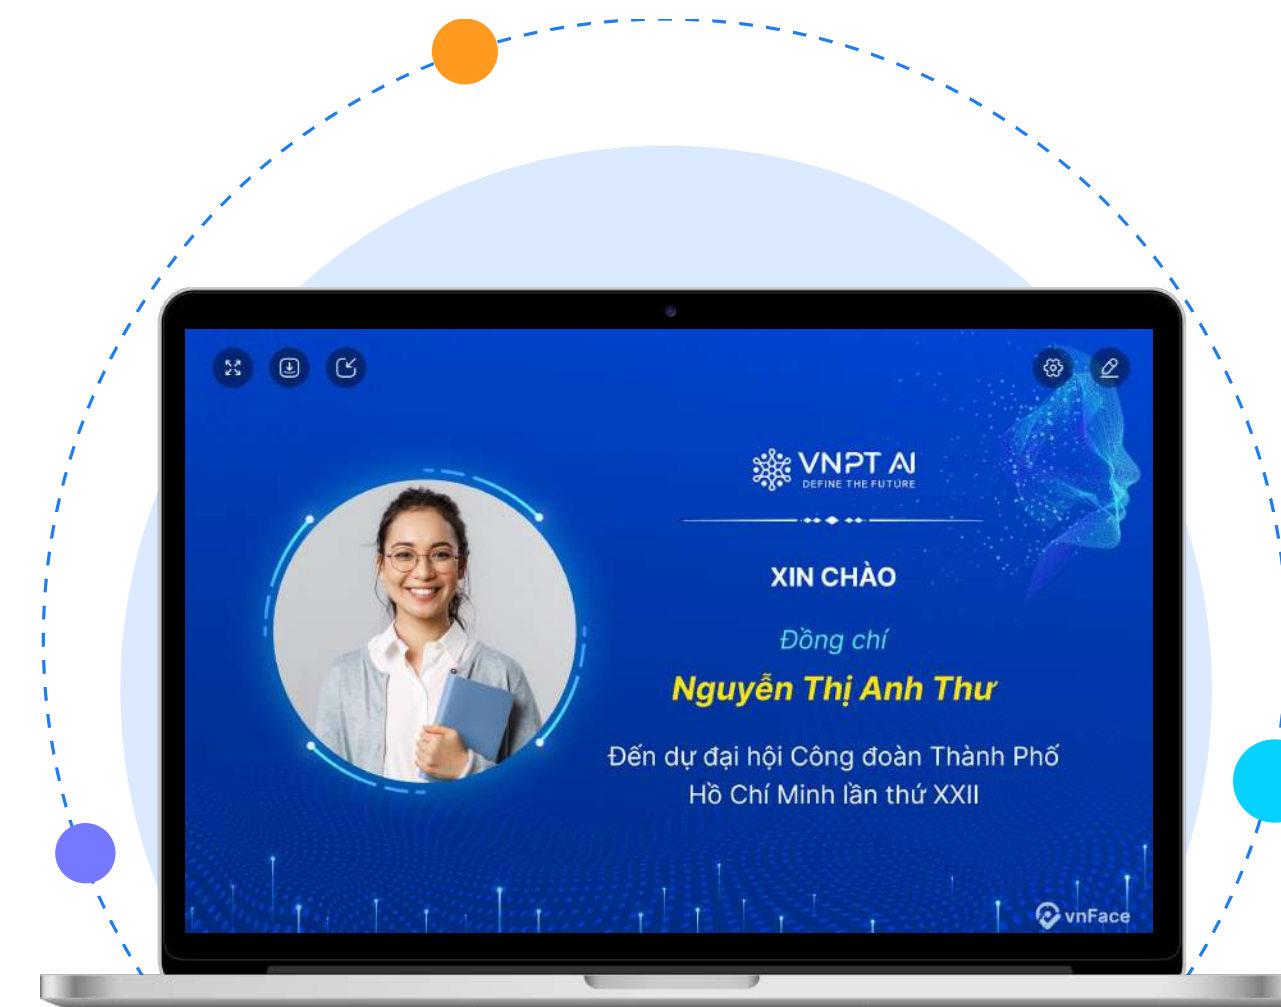 VNPT AI
DEFINE THE FUTURE
XIN CHÀO
Đồng chí
Nguyễn Thị Anh Thư
Đến dự đại hội Công đoàn Thành Phố
Hồ Chí Minh lần thứ XXII
vnFace